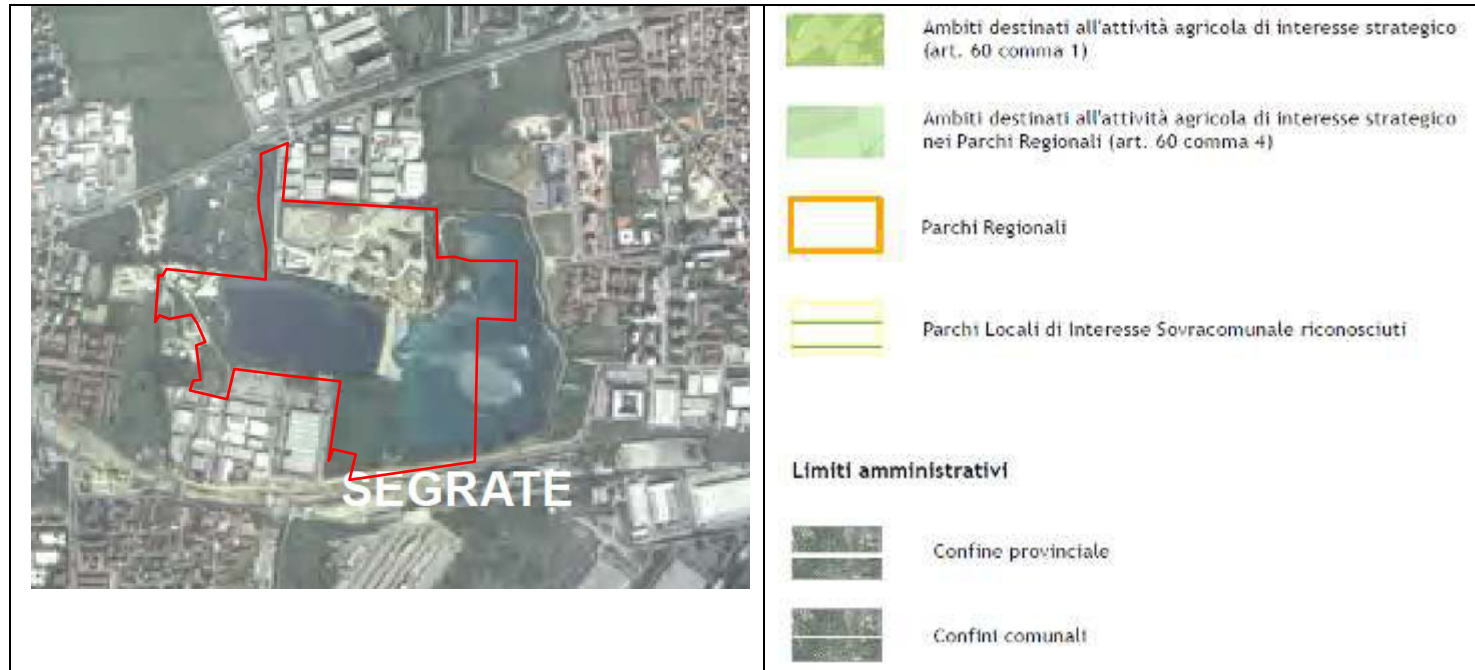 SEGRATE
Ambiti destinati all'attività agricola di interesse strategico
(art. 60 comma 1)
Ambiti destinati all'attività agricola di interesse strategico
nei Parchi Regionali (art. 60 comma 4)
Parchi Regionali
Parchi Locali di Interesse Sovracomunale riconosciuti
Limiti amministrativi
Confine provinciale
Confini comunali